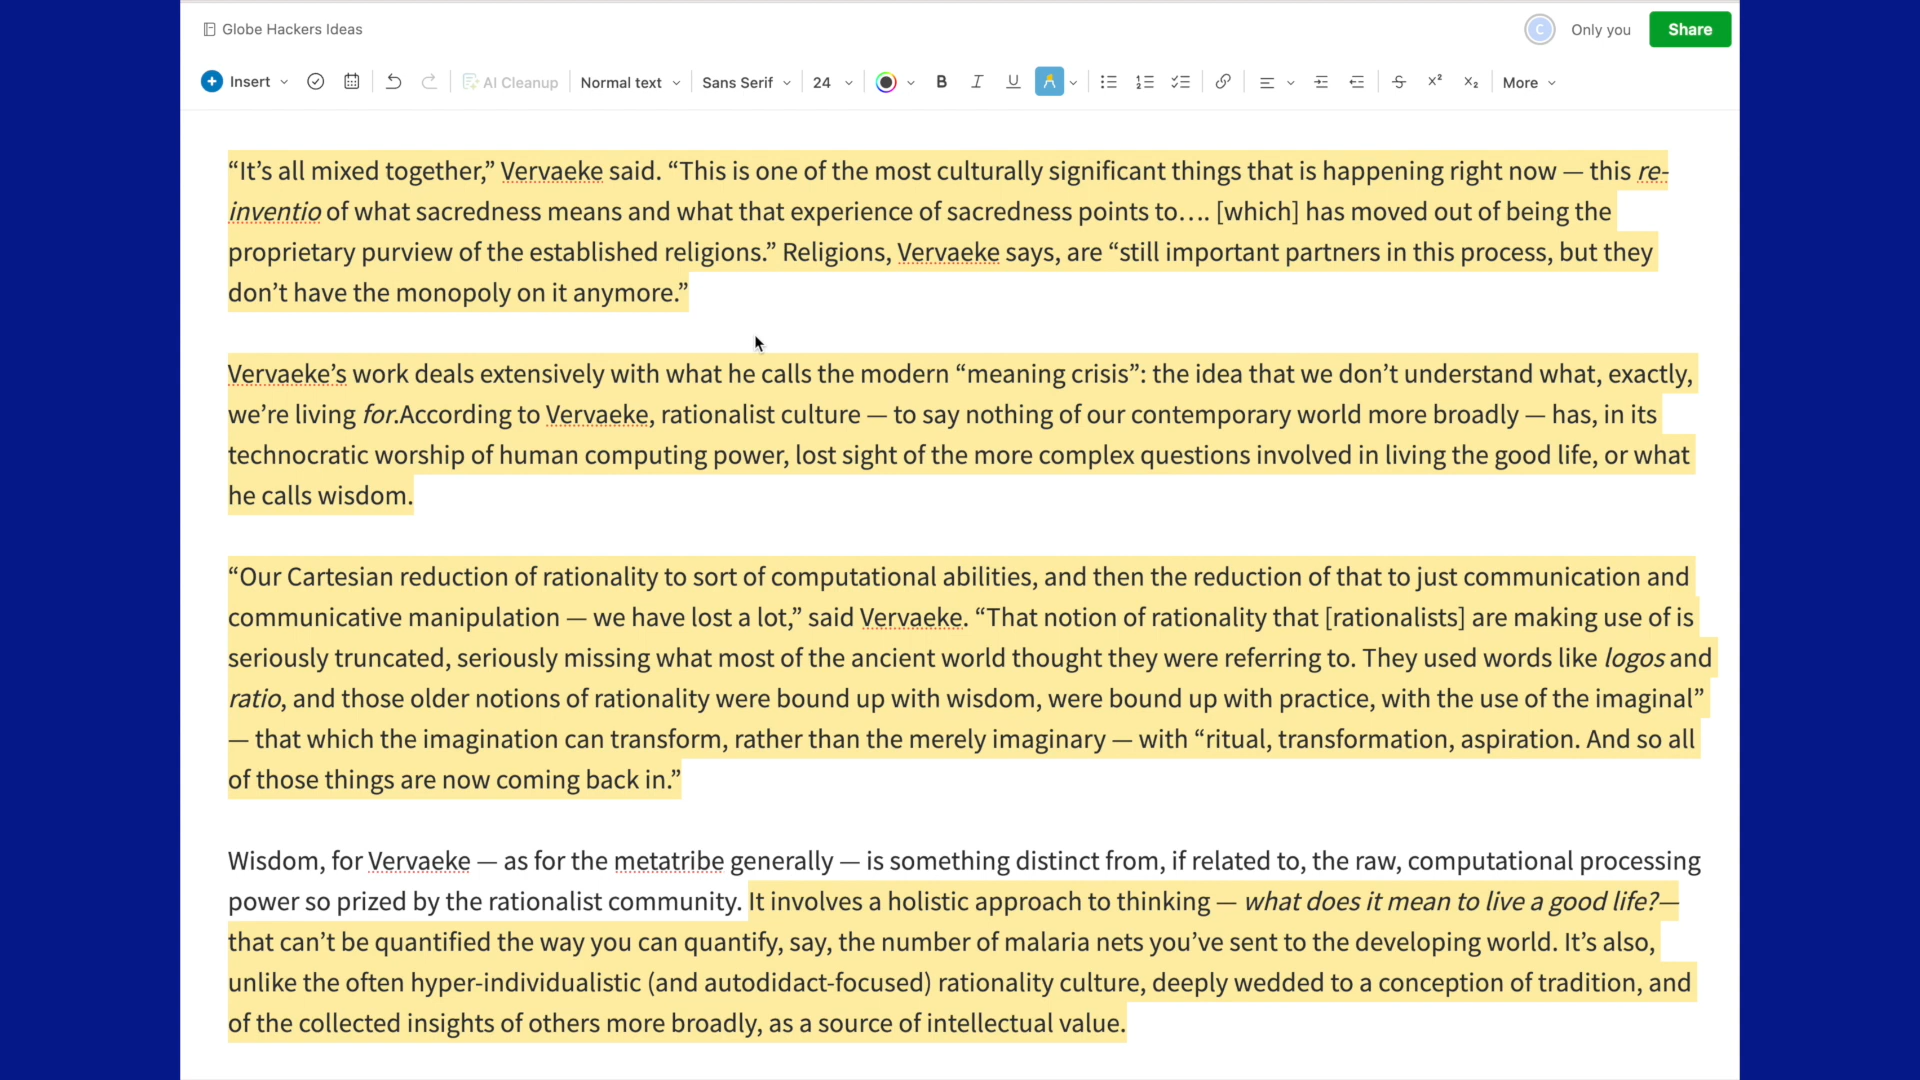 Globe Hackers Ideas
C
Only you
Share
Insert
AI Cleanup
Normal text
Sans Serif
24
A
B
I
U
A
S
X²
X₂
More
“It’s all mixed together,” Vervaeke said. “This is one of the most culturally significant things that is happening right now — this re-
inventio of what sacredness means and what that experience of sacredness points to…. [which] has moved out of being the
proprietary purview of the established religions.” Religions, Vervaeke says, are “still important partners in this process, but they
don’t have the monopoly on it anymore.”
Vervaeke’s work deals extensively with what he calls the modern “meaning crisis”: the idea that we don’t understand what, exactly,
we’re living for.According to Vervaeke, rationalist culture — to say nothing of our contemporary world more broadly — has, in its
technocratic worship of human computing power, lost sight of the more complex questions involved in living the good life, or what
he calls wisdom.
“Our Cartesian reduction of rationality to sort of computational abilities, and then the reduction of that to just communication and
communicative manipulation — we have lost a lot,” said Vervaeke. “That notion of rationality that [rationalists] are making use of is
seriously truncated, seriously missing what most of the ancient world thought they were referring to. They used words like logos and
ratio, and those older notions of rationality were bound up with wisdom, were bound up with practice, with the use of the imaginal”
— that which the imagination can transform, rather than the merely imaginary — with “ritual, transformation, aspiration. And so all
of those things are now coming back in.”
Wisdom, for Vervaeke — as for the metatribe generally — is something distinct from, if related to, the raw, computational processing
power so prized by the rationalist community. It involves a holistic approach to thinking — what does it mean to live a good life?—
that can’t be quantified the way you can quantify, say, the number of malaria nets you’ve sent to the developing world. It’s also,
unlike the often hyper-individualistic (and autodidact-focused) rationality culture, deeply wedded to a conception of tradition, and
of the collected insights of others more broadly, as a source of intellectual value.